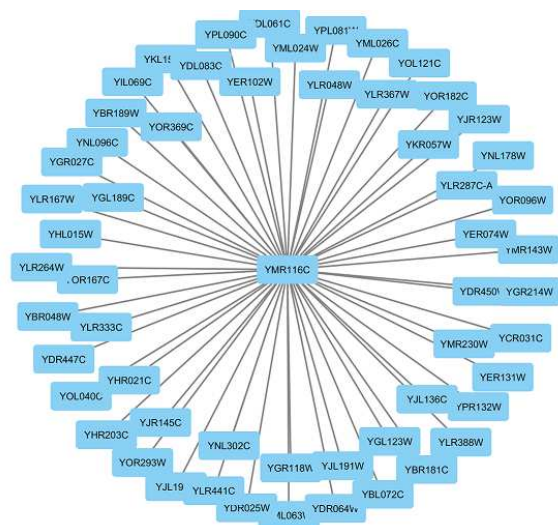 YPL090C
YML024W
YML026C
YOL121C
YDL083C
YER102W
YLR048W
YLR367W
YOR182C
YIL069C
YBR189W
YOR369C
YJR123W
YKR057W
YNL096C
YGR027C
YNL178W
YLR287C-A
YLR167W
YGL189C
YOR096W
YHL015W
YER074W
YMR143W
YLR264W
YMR116C
YGR214W
YBR048W
YLR333C
YCR031C
YMR230W
YDR447C
YHR021C
YER131W
YJL136C
YPR132W
YHR203C
YJR145C
YGL123W
YLR388W
YNL302C
YOR293W
YGR118W
YJL191W
YBR181C
YLR441C
YBL072C
YDR025W
YDR064W